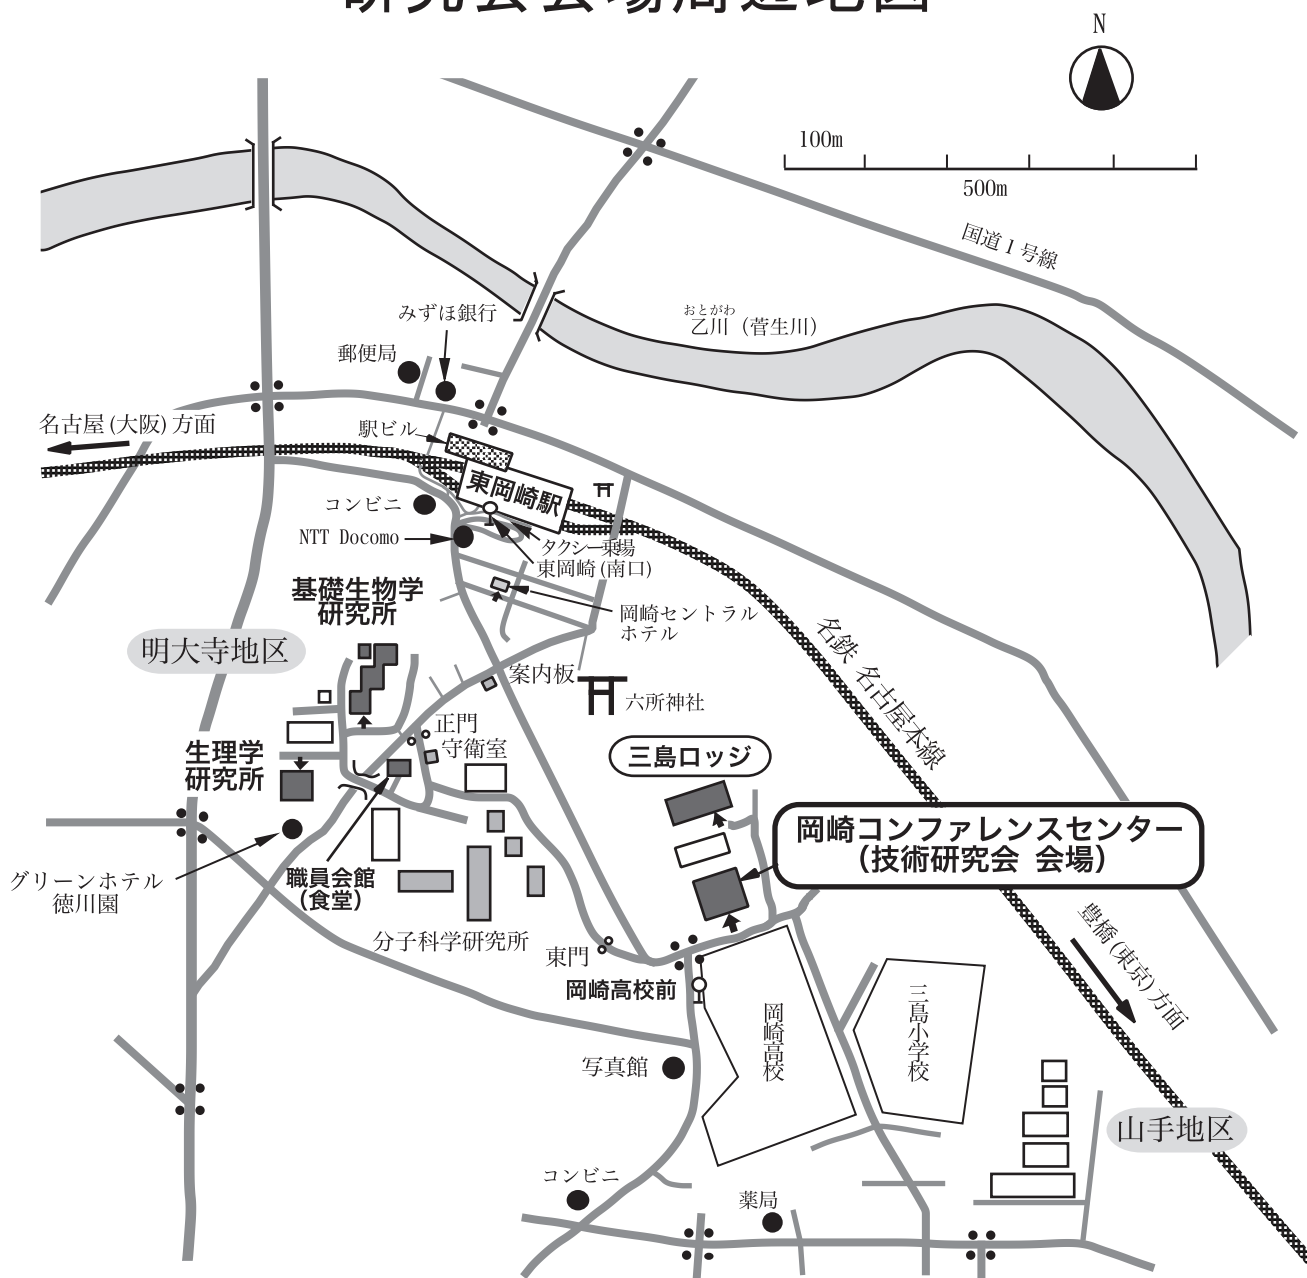 研究会会場周辺地図
N
100m
500m
国道1号線
おとがわ
乙川（菅生川）
みずほ銀行
郵便局
名古屋(大阪)方面
駅ビル
東岡崎駅
コンビニ
NTT Docomo
タクシー乗場
東岡崎(南口)
基礎生物学
研究所
岡崎セントラル
ホテル
明大寺地区
名鉄 名古屋本線
案内板
六所神社
正門
守衛室
生理学
研究所
三島ロッジ
岡崎コンファレンスセンター
（技術研究会 会場）
グリーンホテル
徳川園
職員会館
（食堂）
分子科学研究所
東門
岡崎高校前
豊橋(東京)方面
岡崎高校
三島小学校
写真館
山手地区
コンビニ
薬局